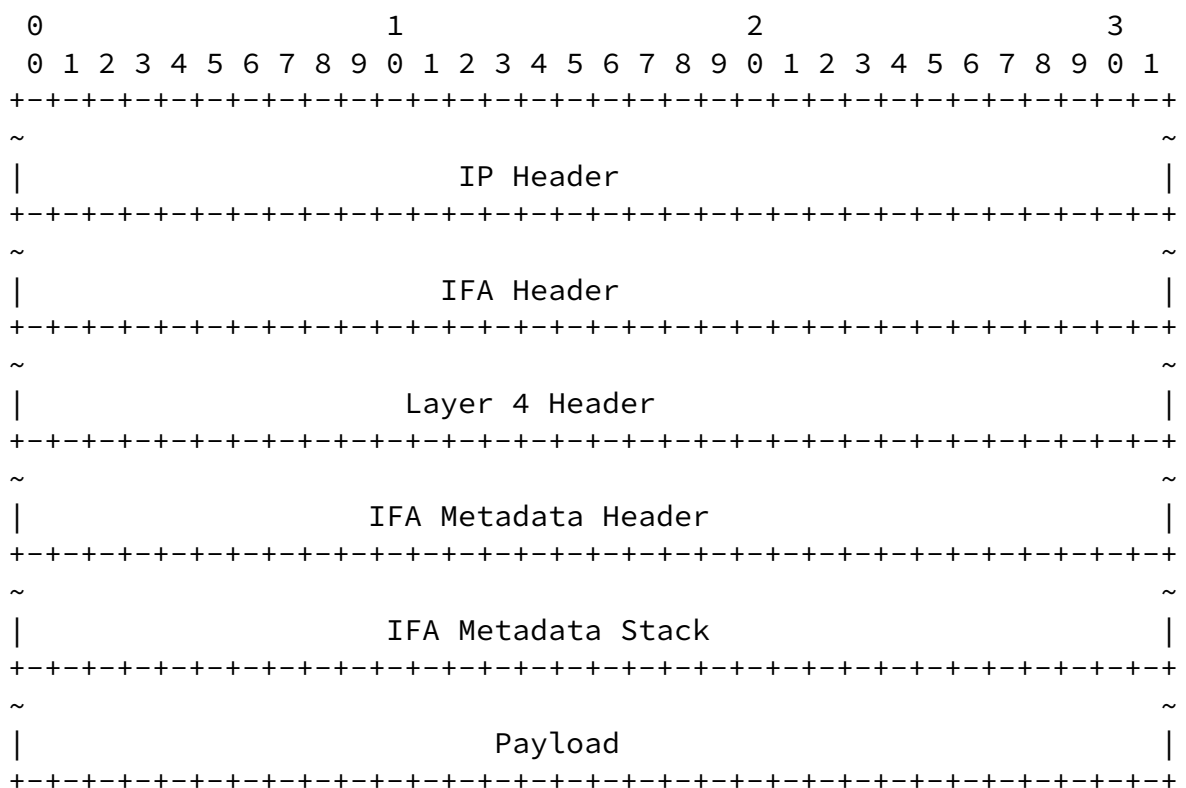 0                   1                   2                   3
 0 1 2 3 4 5 6 7 8 9 0 1 2 3 4 5 6 7 8 9 0 1 2 3 4 5 6 7 8 9 0 1
+-+-+-+-+-+-+-+-+-+-+-+-+-+-+-+-+-+-+-+-+-+-+-+-+-+-+-+-+-+-+-+-+
~                                                               ~
|                        IP Header                              |
+-+-+-+-+-+-+-+-+-+-+-+-+-+-+-+-+-+-+-+-+-+-+-+-+-+-+-+-+-+-+-+-+
~                                                               ~
|                       IFA Header                              |
+-+-+-+-+-+-+-+-+-+-+-+-+-+-+-+-+-+-+-+-+-+-+-+-+-+-+-+-+-+-+-+-+
~                                                               ~
|                     Layer 4 Header                            |
+-+-+-+-+-+-+-+-+-+-+-+-+-+-+-+-+-+-+-+-+-+-+-+-+-+-+-+-+-+-+-+-+
~                                                               ~
|                   IFA Metadata Header                         |
+-+-+-+-+-+-+-+-+-+-+-+-+-+-+-+-+-+-+-+-+-+-+-+-+-+-+-+-+-+-+-+-+
~                                                               ~
|                    IFA Metadata Stack                         |
+-+-+-+-+-+-+-+-+-+-+-+-+-+-+-+-+-+-+-+-+-+-+-+-+-+-+-+-+-+-+-+-+
~                                                               ~
|                          Payload                              |
+-+-+-+-+-+-+-+-+-+-+-+-+-+-+-+-+-+-+-+-+-+-+-+-+-+-+-+-+-+-+-+-+